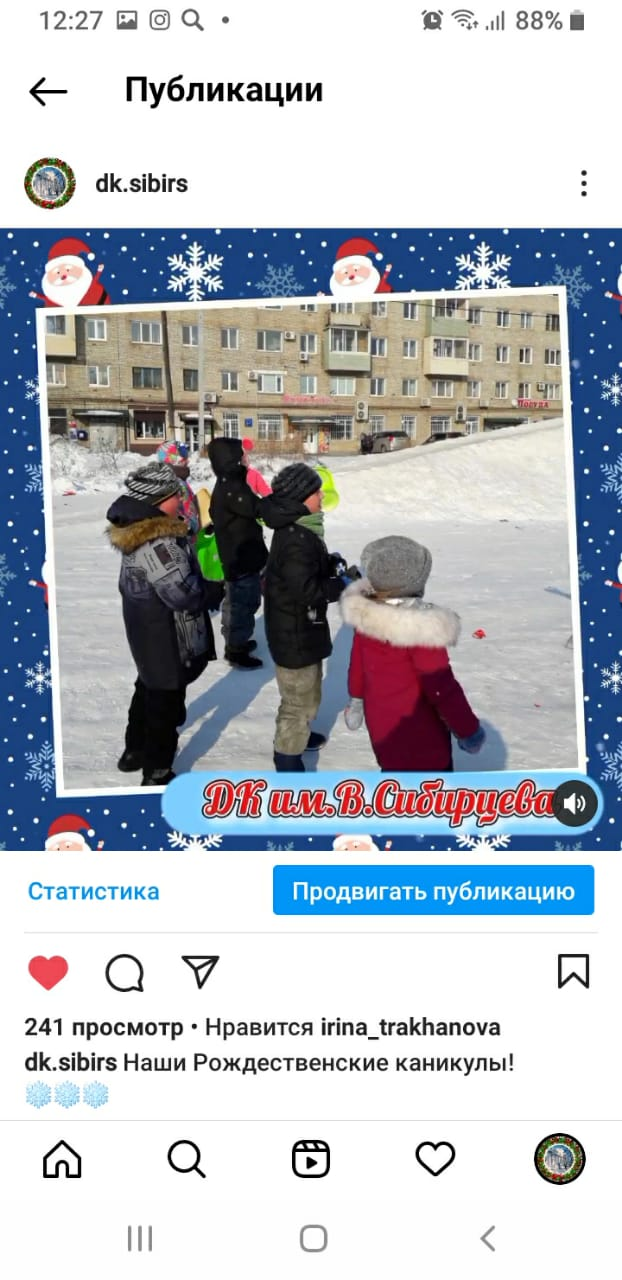 12:27
88%
Публикации
dk.sibirs
Посуда
ДК им.В.Сибирцева
Статистика
Продвигать публикацию
241 просмотр • Нравится irina_trakhanova
dk.sibirs Наши Рождественские каникулы!